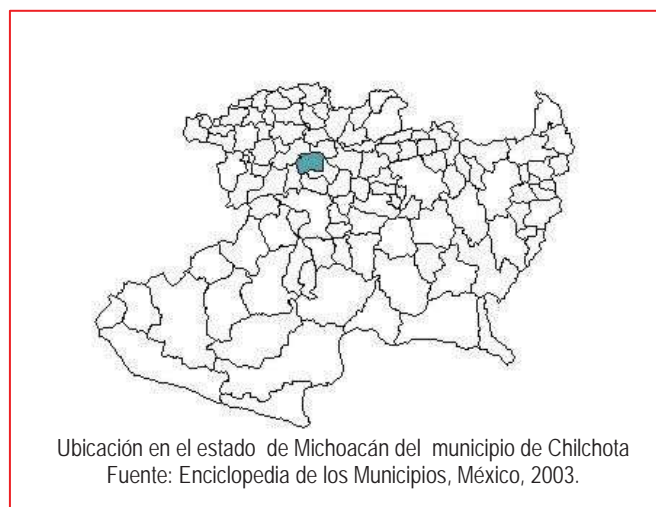 Ubicación en el estado de Michoacán del municipio de Chilchota
Fuente: Enciclopedia de los Municipios, México, 2003.